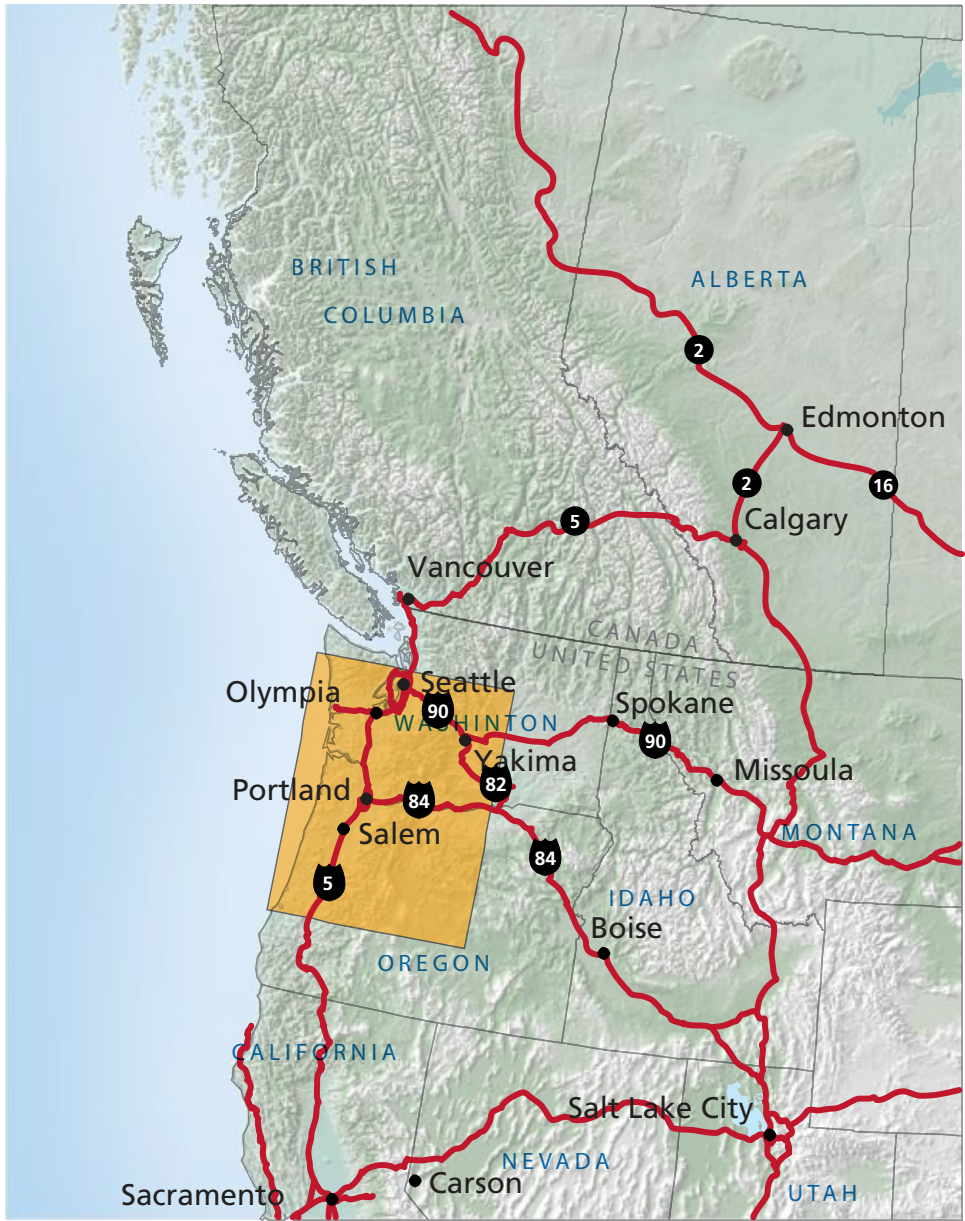 BRITISH
COLUMBIA
ALBERTA
2
Edmonton
2
16
5
Calgary
Vancouver
CANADA
UNITED STATES
Seattle
Olympia
90
Spokane
WASHINGTON
90
Yakima
Missoula
82
Portland
84
Salem
MONTANA
84
5
IDAHO
Boise
OREGON
CALIFORNIA
Salt Lake City
NEVADA
Carson
Sacramento
UTAH